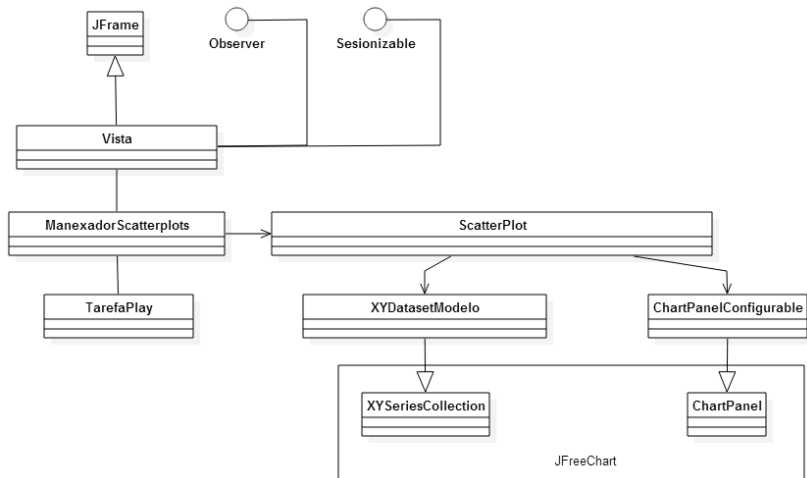 JFrame
Observer
Sesionizable
Vista
ManexadorScatterplots
ScatterPlot
TarefaPlay
XYDatasetModelo
ChartPanelConfigurable
XYSeriesCollection
ChartPanel
JFreeChart